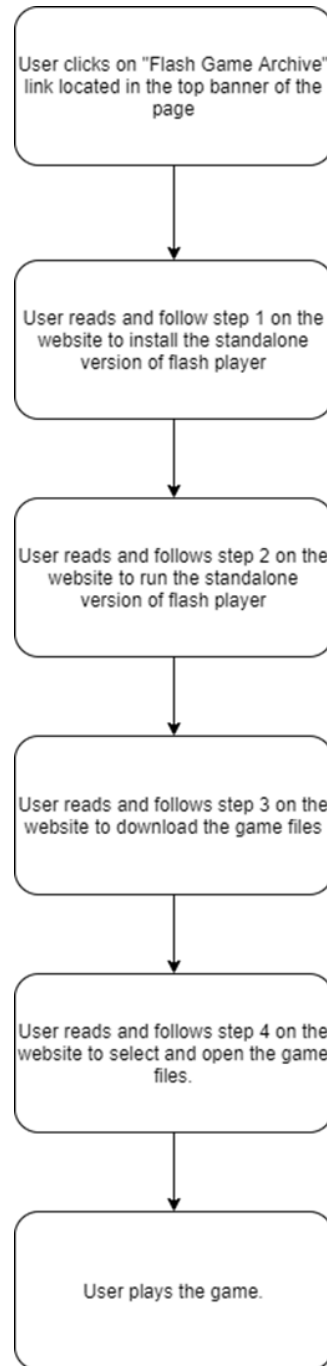 User clicks on "Flash Game Archive"
link located in the top banner of the
page
User reads and follow step 1 on the
website to install the standalone
version of flash player
User reads and follows step 2 on the
website to run the standalone
version of flash player
User reads and follows step 3 on the
website to download the game files
User reads and follows step 4 on the
website to select and open the game
files.
User plays the game.